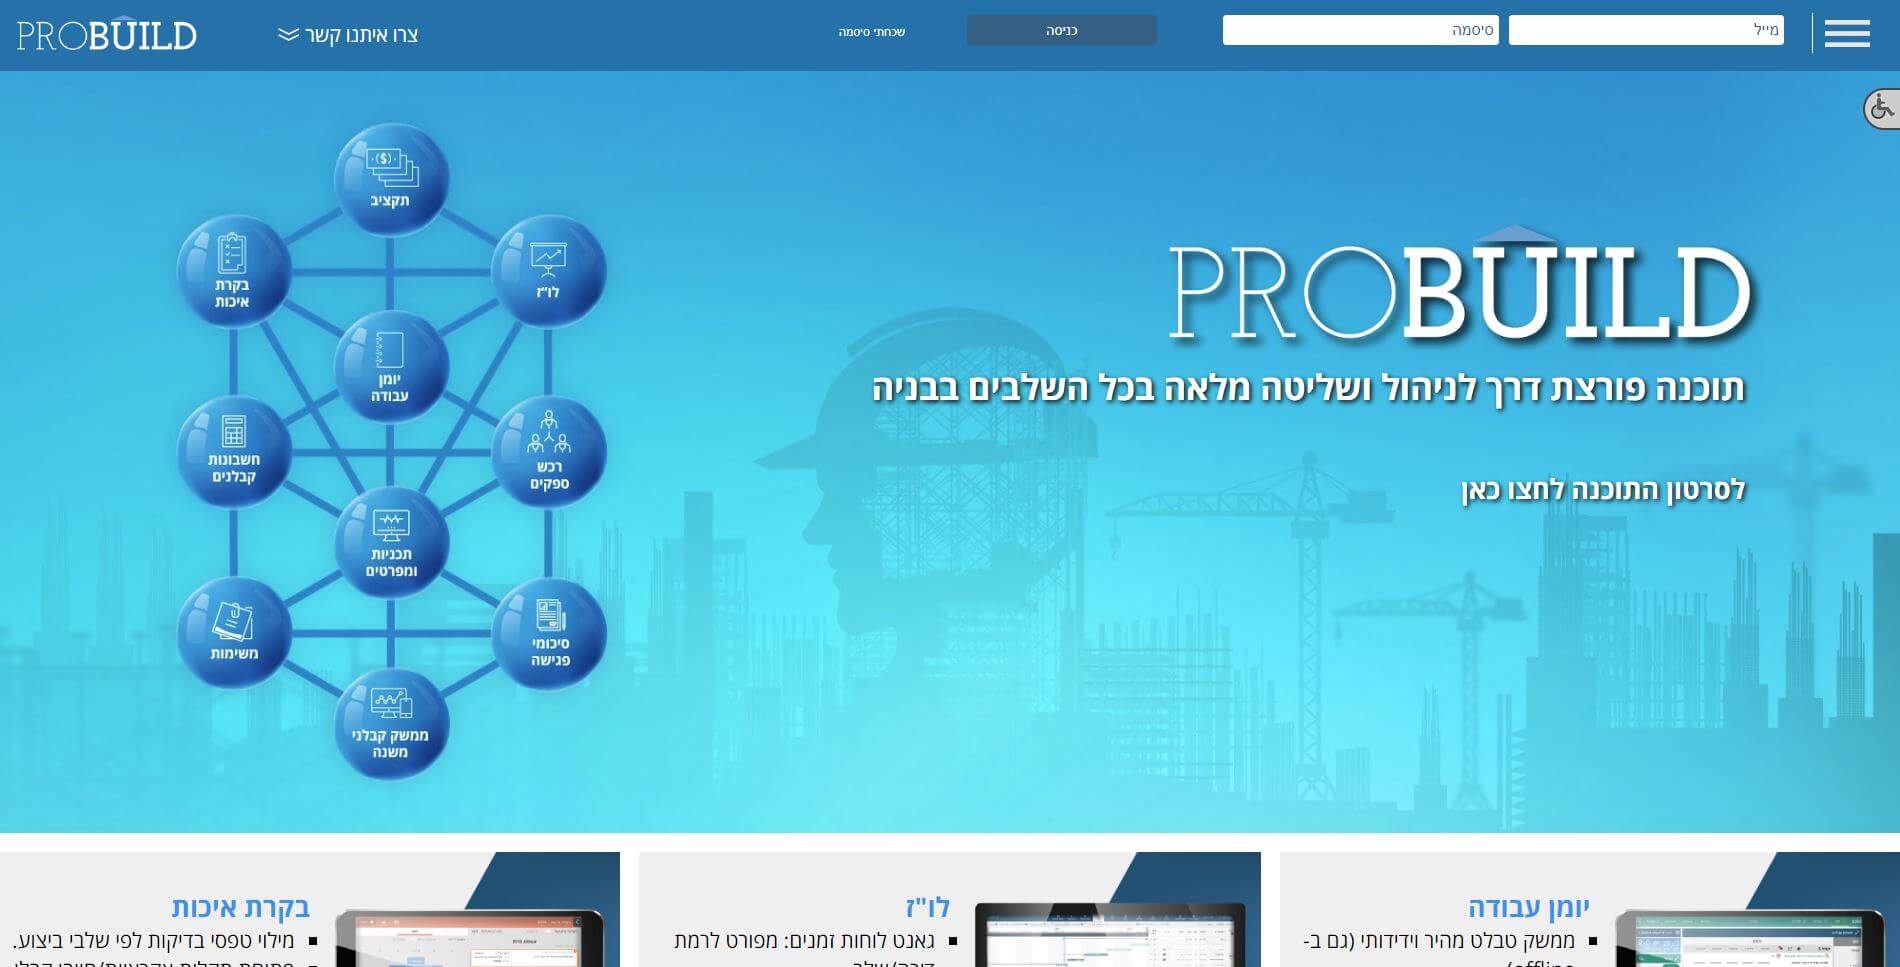 מייל
סיסמה
כניסה
שכחתי סיסמה
צרו איתנו קשר
PROBUILD
תקציב
לו"ז
בקרת
איכות
יומן
עבודה
רכש
ספקים
חשבונות
קבלנים
תכניות
ומפרטים
סיכומי
פגישה
משימות
ממשק קבלני
משנה
PROBUILD
תוכנה פורצת דרך לניהול ושליטה מלאה בכל השלבים בבניה
לסרטון התוכנה לחצו כאן
יומן עבודה
ממשק טבלט מהיר וידידותי (גם ב-
לו"ז
גאנט לוחות זמנים: מפורט לרמת
בקרת איכות
מילוי טפסי בדיקות לפי שלבי ביצוע.